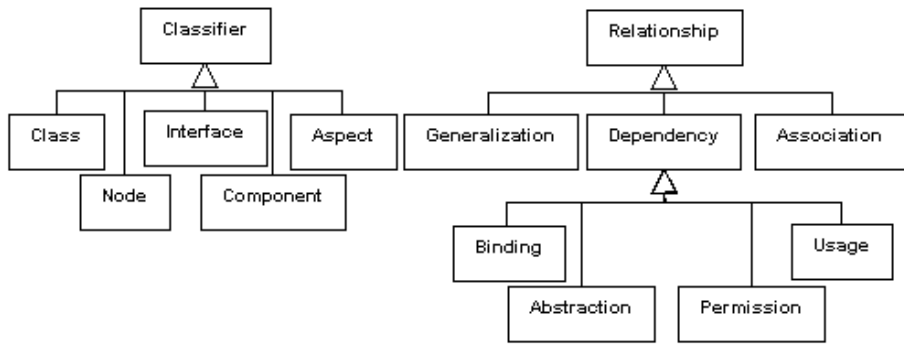 Classifier
Class
Interface
Aspect
Node
Component
Relationship
Generalization
Dependency
Association
Binding
Usage
Abstraction
Permission